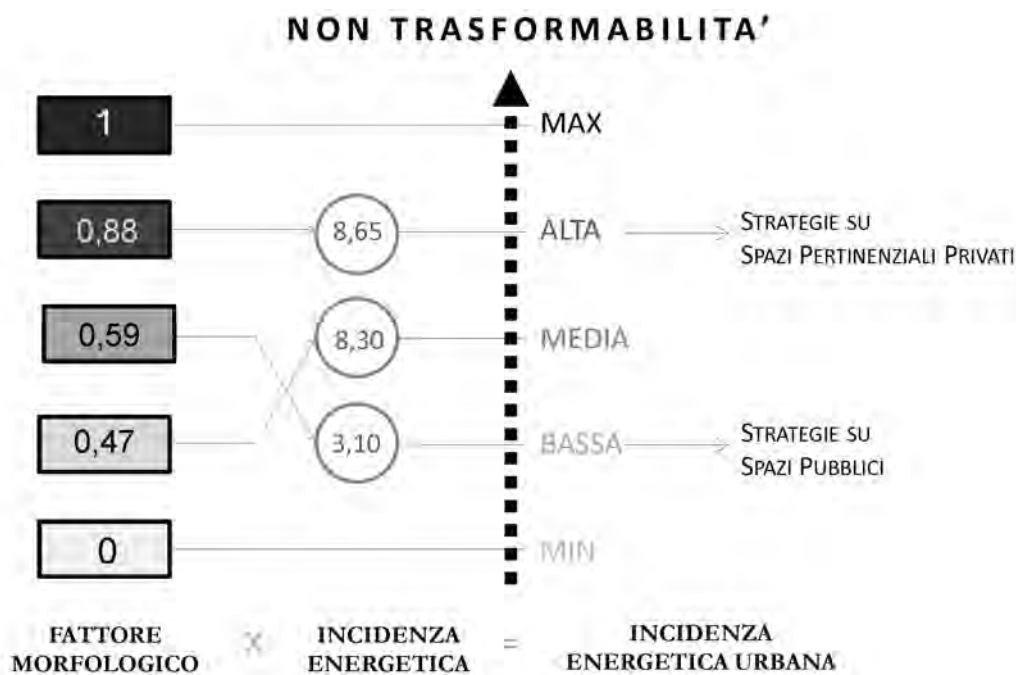 NON TRASFORMABILITA’
1
MAX
0,88
8,65
ALTA
STRATEGIE SU
SPAZI PERTINENZIALI PRIVATI
0,59
8,30
MEDIA
0,47
3,10
BASSA
STRATEGIE SU
SPAZI PUBBLICI
0
MIN
FATTORE
MORFOLOGICO
X
INCIDENZA
ENERGETICA
=
INCIDENZA
ENERGETICA URBANA